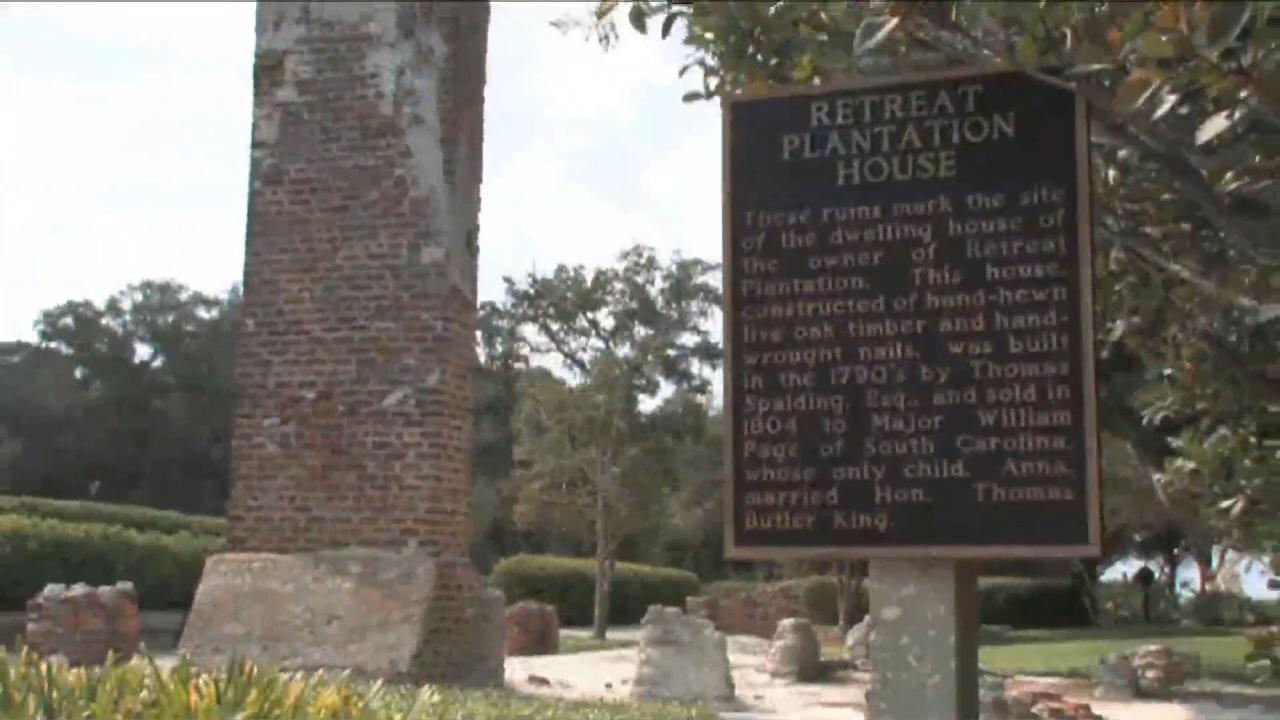 RETREAT
PLANTATION
HOUSE
These ruins mark the site
of the dwelling house of
the owner of Retreat
Plantation. This house,
constructed of hand-hewn
live oak timber and hand-
wrought nails, was built
in the 1790's by Thomas
Spalding, Esq., and sold in
1804 to Major William
Page of South Carolina,
whose only child, Anna,
married Hon. Thomas
Butler King.